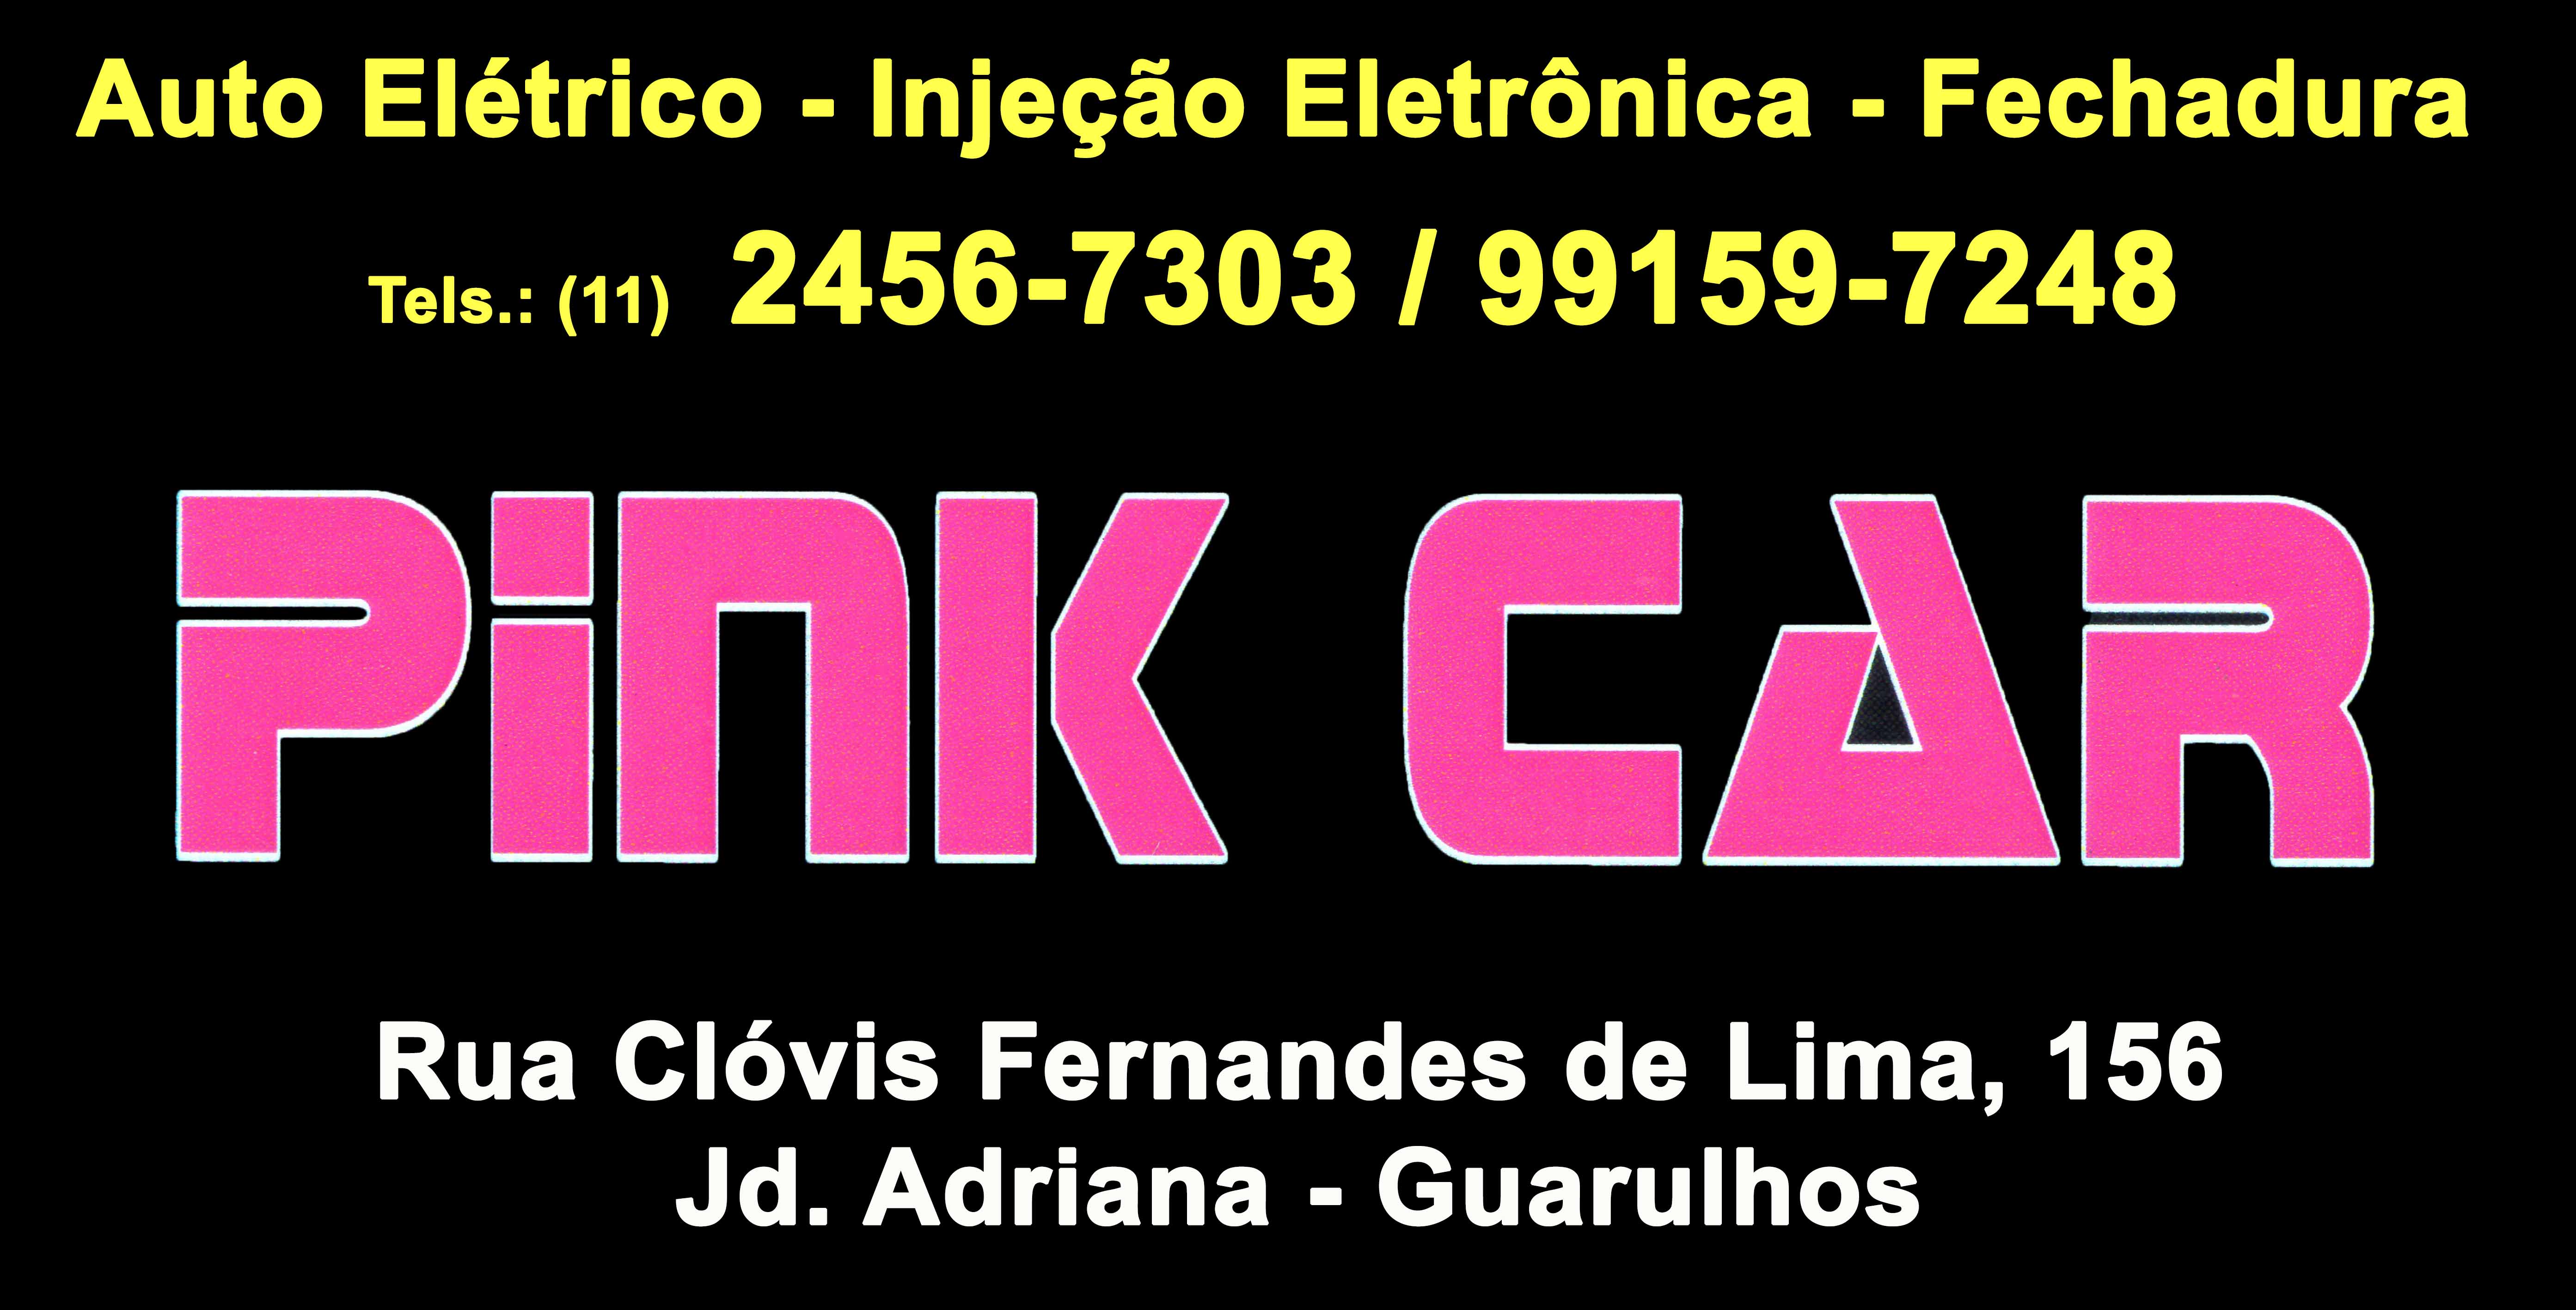 Auto Elétrico - Injeção Eletrônica - Fechadura
Tels.: (11) 2456-7303 / 99159-7248
PiNK CAR
Rua Clóvis Fernandes de Lima, 156
Jd. Adriana - Guarulhos